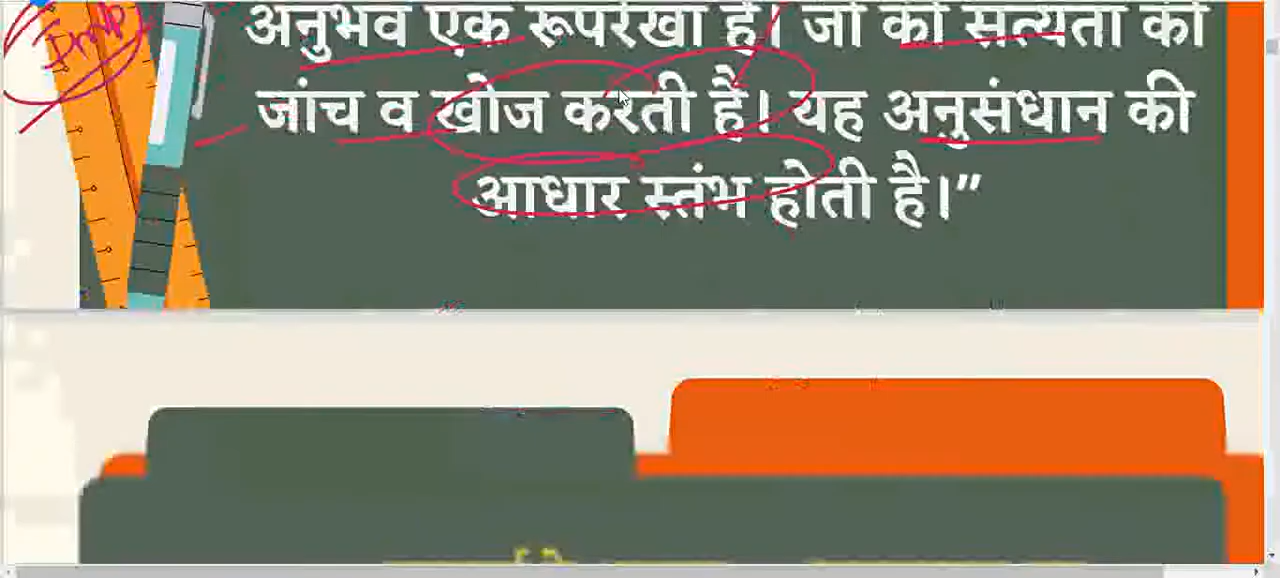 अनुभव एक रूपरेखा है। जो की सत्यता की
जांच व खोज करती है। यह अनुसंधान की
आधार स्तंभ होती है।”